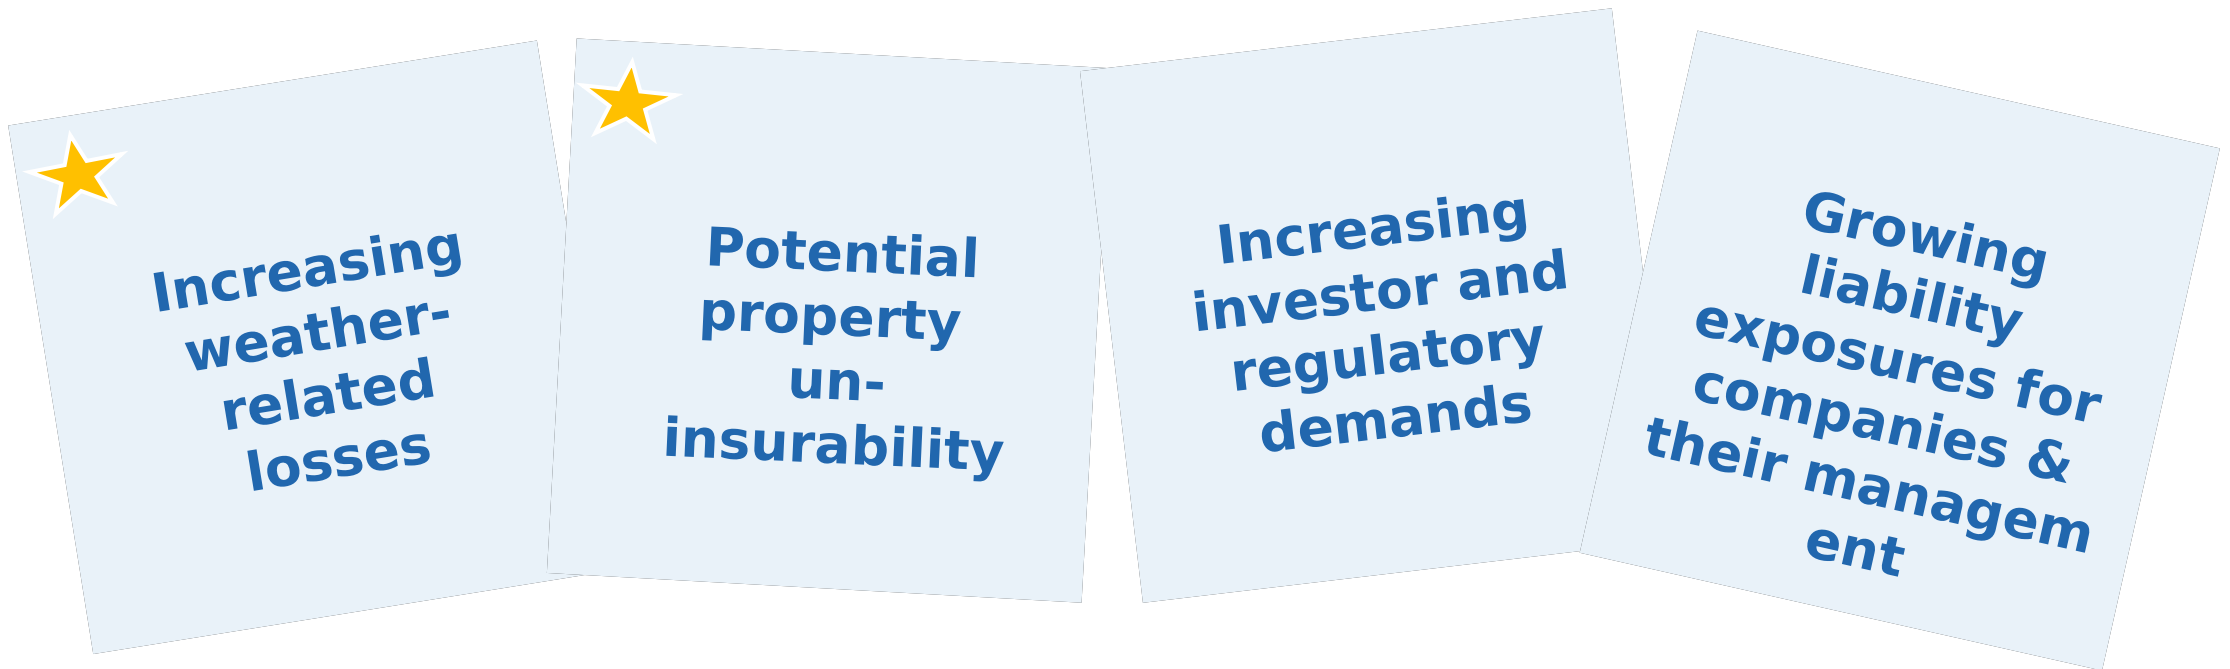 Increasing
weather-
related
losses
Potential
property
un-
insurability
Increasing
investor and
regulatory
demands
Growing
liability
exposures for
companies &
their managem
ent